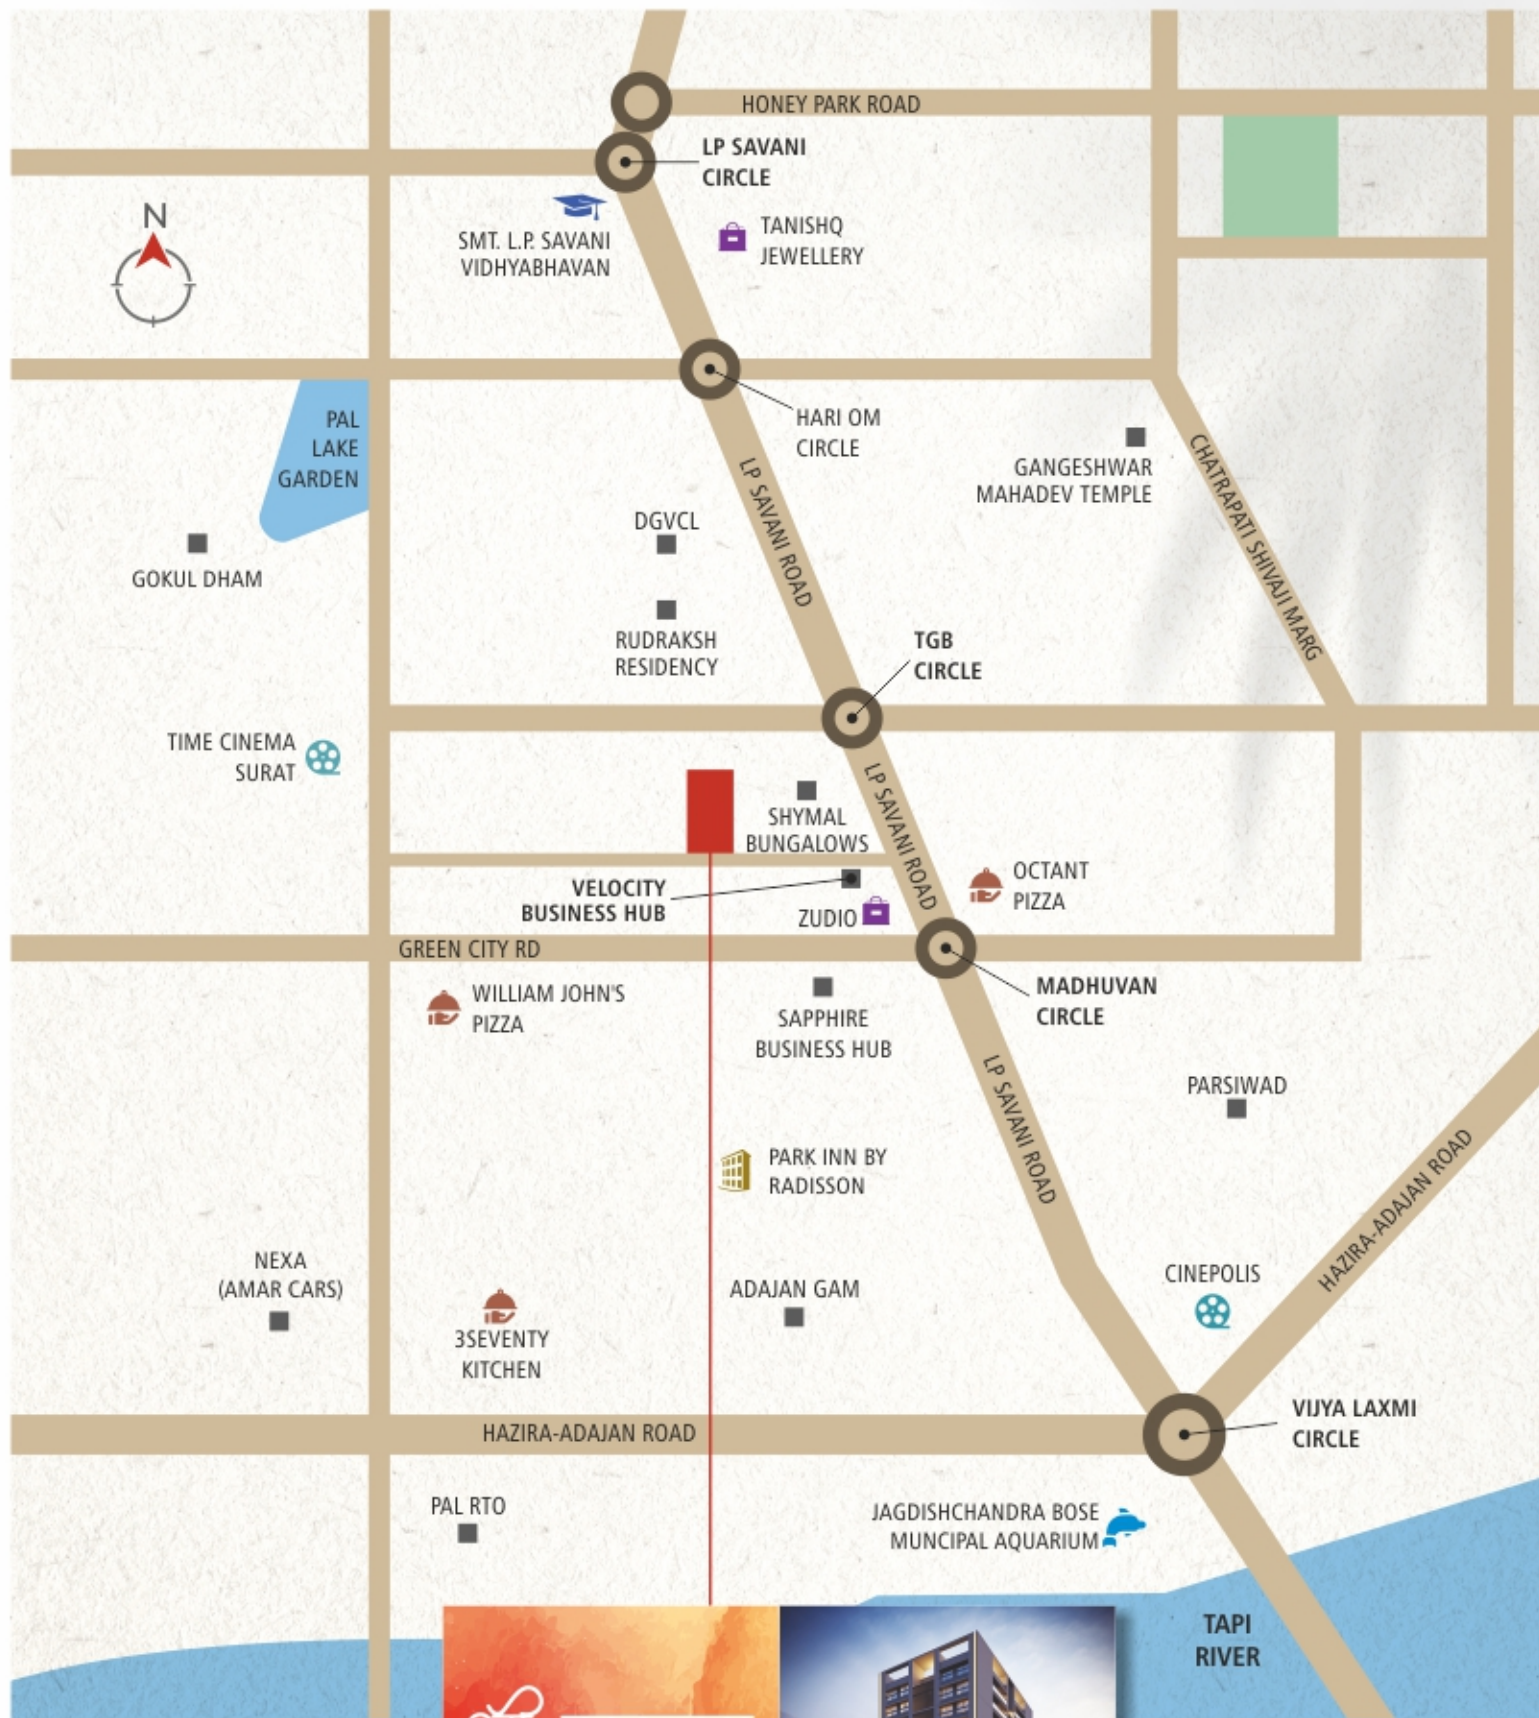 HONEY PARK ROAD
LP SAVANI
CIRCLE
N
SMT. L.P. SAVANI
VIDHYABHAVAN
TANISHQ
JEWELLERY
PAL
LAKE
GARDEN
HARI OM
CIRCLE
GANGESHWAR
MAHADEV TEMPLE
CHATRAPATI SHIVAJI MARG
LP SAVANI ROAD
DGVCL
GOKUL DHAM
RUDRAKSH
RESIDENCY
TGB
CIRCLE
TIME CINEMA
SURAT
SHYMAL
BUNGALOWS
LP SAVANI ROAD
OCTANT
PIZZA
VELOCITY
BUSINESS HUB
ZUDIO
GREEN CITY RD
WILLIAM JOHN'S
PIZZA
SAPPHIRE
BUSINESS HUB
MADHUVAN
CIRCLE
LP SAVANI ROAD
PARSIWAD
PARK INN BY
RADISSON
HAZIRA-ADAJAN ROAD
NEXA
(AMAR CARS)
3SEVENTY
KITCHEN
ADAJAN GAM
CINEPOLIS
HAZIRA-ADAJAN ROAD
VIJYA LAXMI
CIRCLE
PAL RTO
JAGDISHCHANDRA BOSE
MUNCIPAL AQUARIUM
TAPI
RIVER